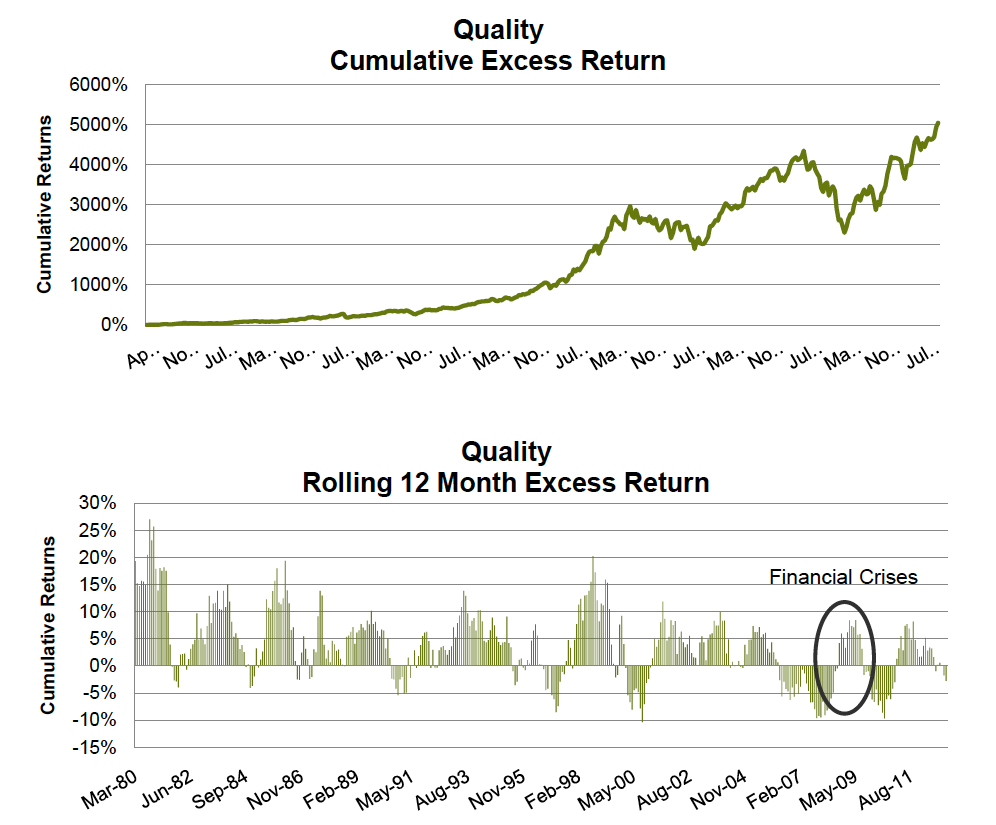 Quality
Cumulative Excess Return
Cumulative Returns
6000%
5000%
4000%
3000%
2000%
1000%
0%
Ap.. No.. Jul.. Ma.. No.. Jul.. Ma.. No.. Jul.. Ma.. No.. Jul.. Ma.. No.. Jul.. Ma.. No.. Jul.. Ma.. No.. Jul..
Quality
Rolling 12 Month Excess Return
Cumulative Returns
30%
25%
20%
15%
10%
5%
0%
-5%
-10%
-15%
Financial Crises
Mar-80 Jun-82 Sep-84 Nov-86 Feb-89 May-91 Aug-93 Nov-95 Feb-98 May-00 Aug-02 Nov-04 Feb-07 May-09 Aug-11